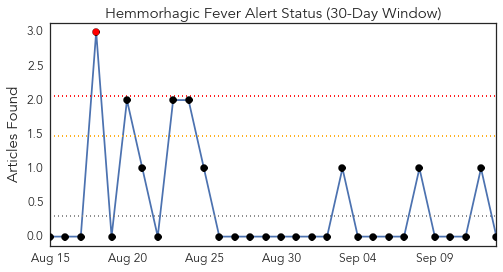 Hemmorhagic Fever Alert Status (30-Day Window)
Articles Found
3.0
2.5
2.0
1.5
1.0
0.5
0.0
Aug 15 Aug 20 Aug 25 Aug 30 Sep 04 Sep 09